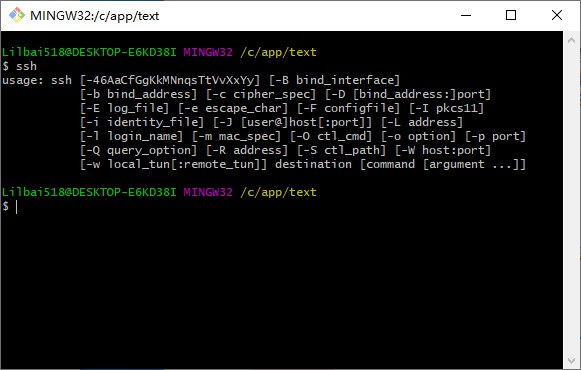 MINGW32:/c/app/text
Lilbai518@DESKTOP-E6KD38I MINGW32 /c/app/text
$ ssh
usage: ssh [-46AaCfGgKkMNnqsTtVvXxYy] [-B bind_interface]
           [-b bind_address] [-c cipher_spec] [-D [bind_address:]port]
           [-E log_file] [-e escape_char] [-F configfile] [-I pkcs11]
           [-i identity_file] [-J [user@]host[:port]] [-L address]
           [-l login_name] [-m mac_spec] [-O ctl_cmd] [-o option] [-p port]
           [-Q query_option] [-R address] [-S ctl_path] [-W host:port]
           [-w local_tun[:remote_tun]] destination [command [argument ...]]
Lilbai518@DESKTOP-E6KD38I MINGW32 /c/app/text
$